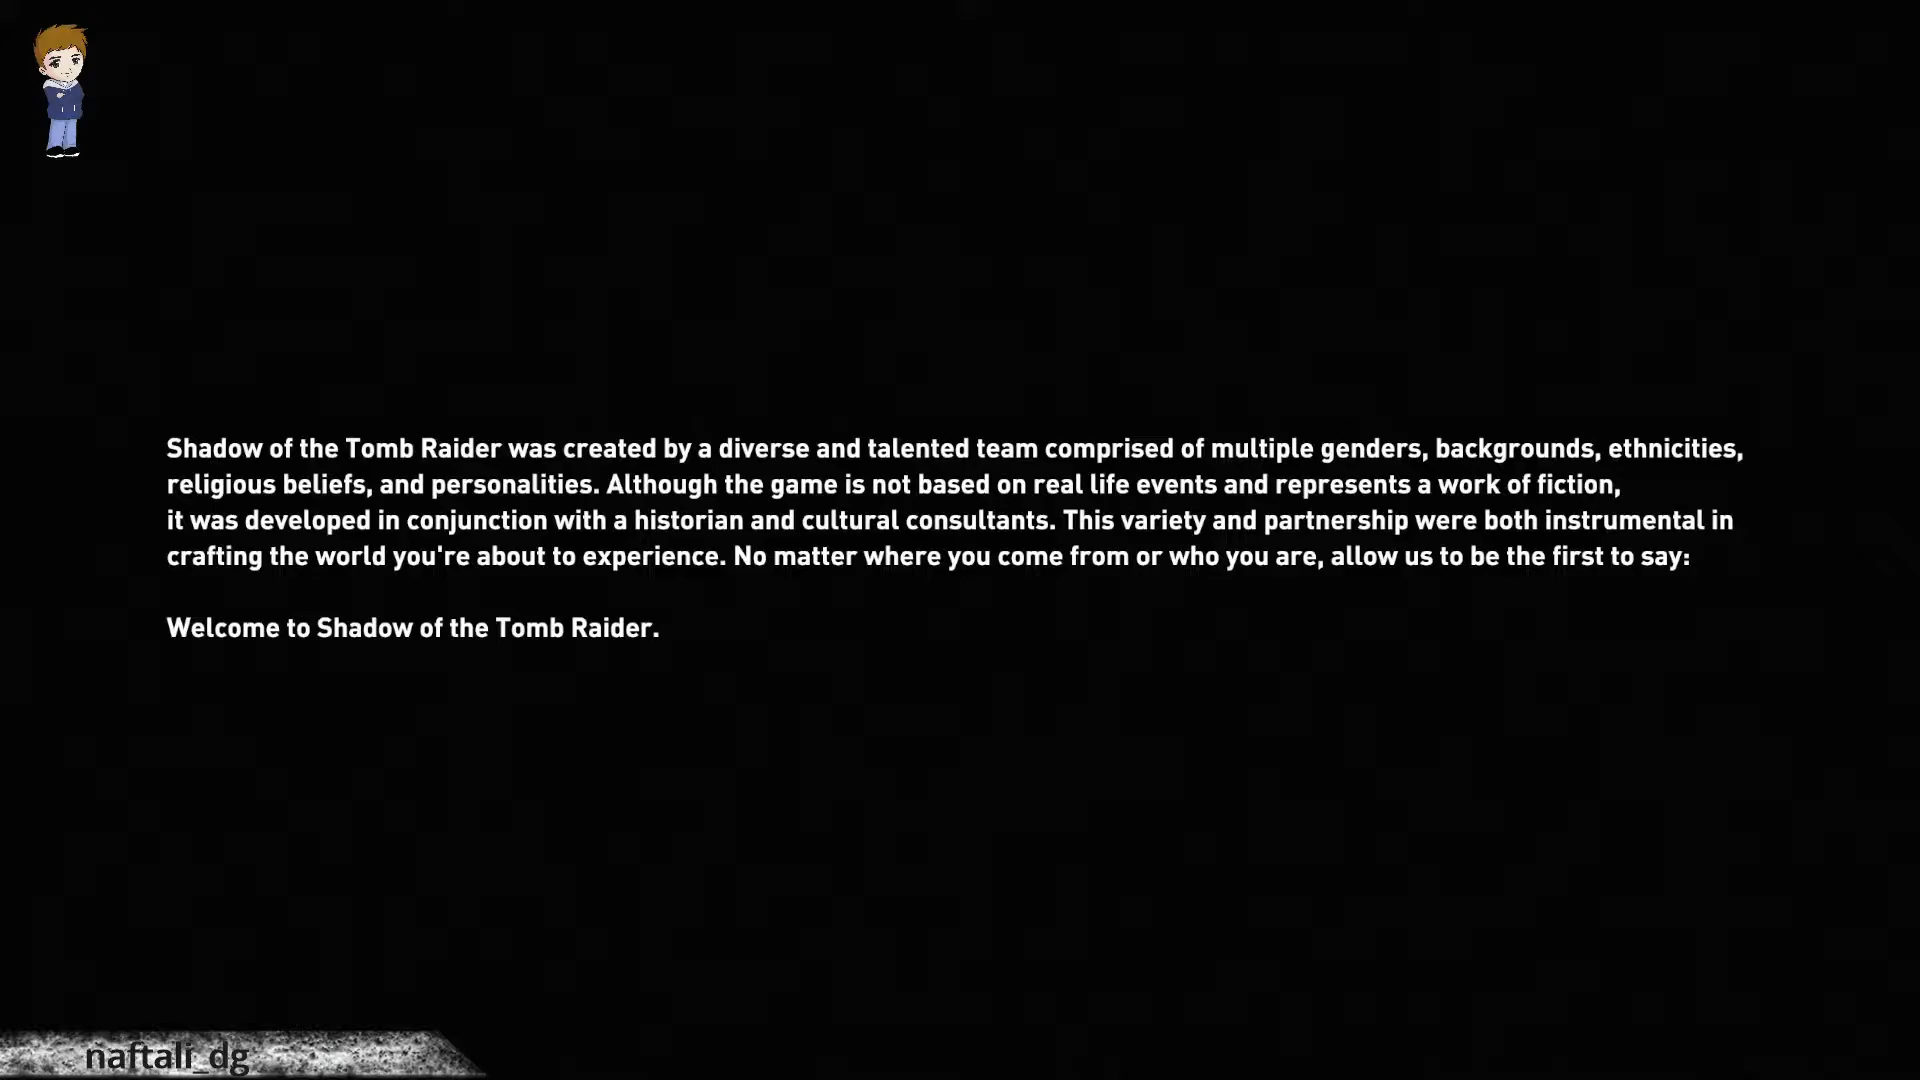 Shadow of the Tomb Raider was created by a diverse and talented team comprised of multiple genders, backgrounds, ethnicities,
religious beliefs, and personalities. Although the game is not based on real life events and represents a work of fiction,
it was developed in conjunction with a historian and cultural consultants. This variety and partnership were both instrumental in
crafting the world you're about to experience. No matter where you come from or who you are, allow us to be the first to say:
Welcome to Shadow of the Tomb Raider.
naftali_dg